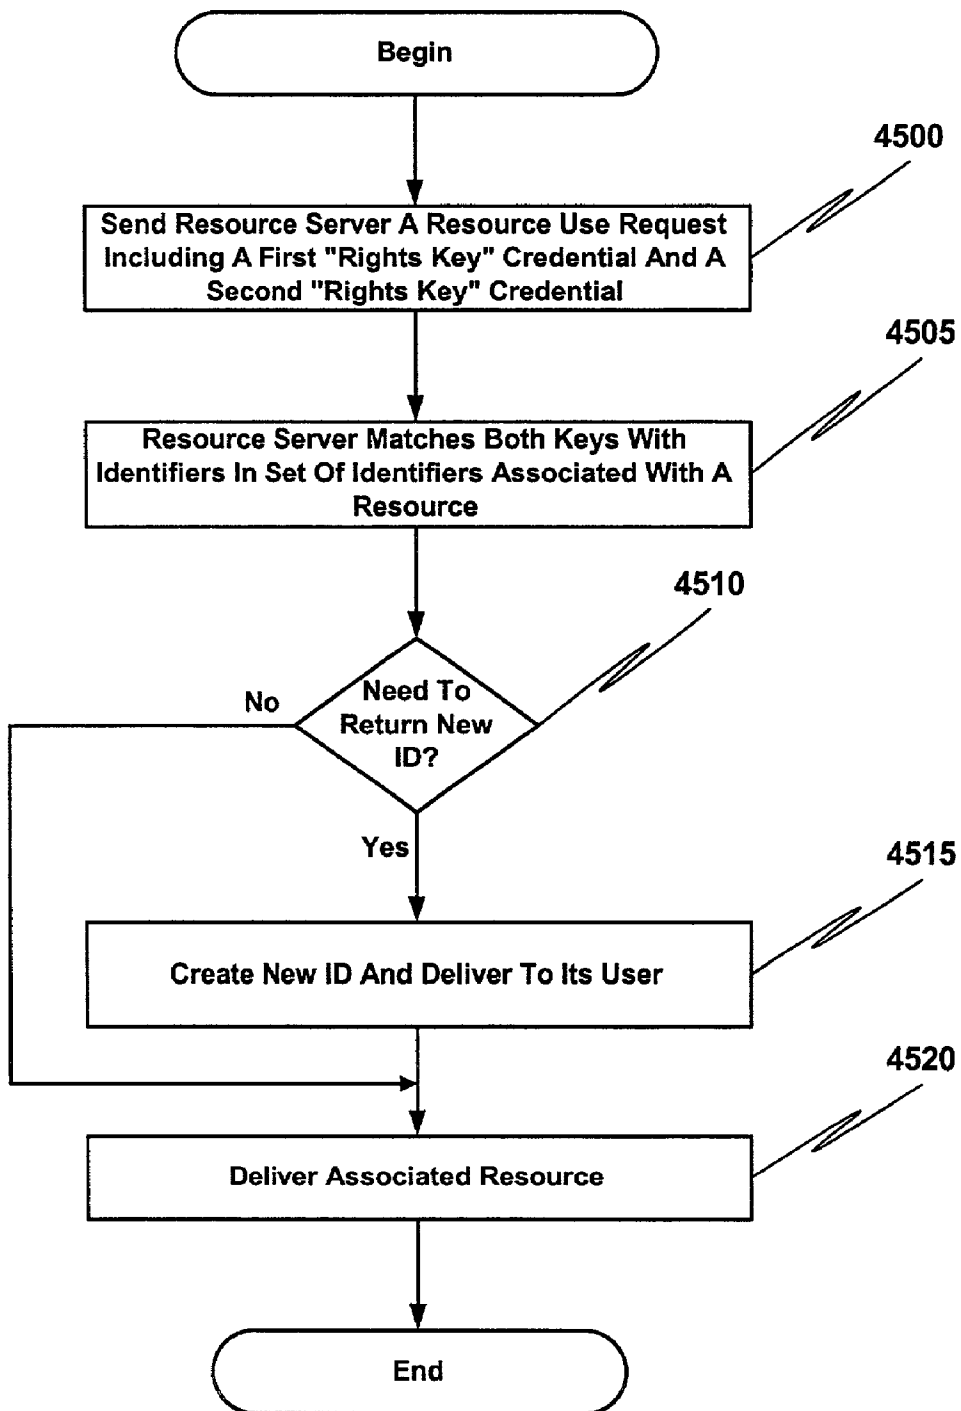 Begin
4500
Send Resource Server A Resource Use Request
Including A First "Rights Key" Credential And A
Second "Rights Key" Credential
4505
Resource Server Matches Both Keys With
Identifiers In Set Of Identifiers Associated With A
Resource
4510
Need To
Return New
ID?
No
Yes
4515
Create New ID And Deliver To Its User
4520
Deliver Associated Resource
End